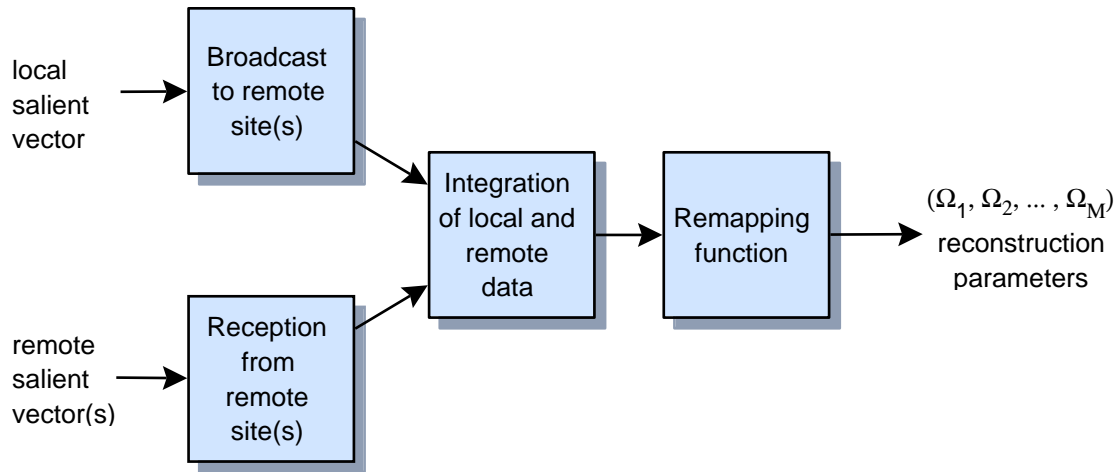 local
salient
vector
Broadcast
to remote
site(s)
remote
salient
vector(s)
Reception
from
remote
site(s)
Integration
of local and
remote
data
Remapping
function
(Ω₁, Ω₂, ... , Ω_M)
reconstruction
parameters